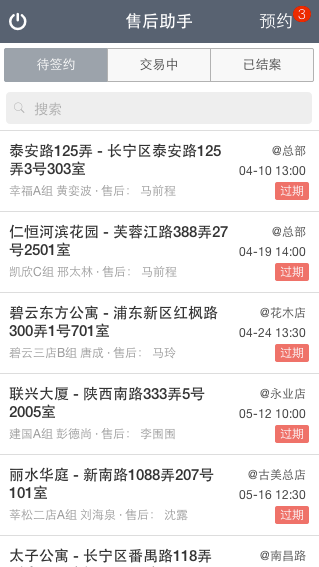 售后助手
预约
3
待签约
交易中
已结案
搜索
泰安路125弄 - 长宁区泰安路125
弄3号303室
@总部
04-10 13:00
幸福A组 黄姿波 · 售后： 马前程
过期
仁恒河滨花园 - 芙蓉江路388弄27
号2501室
@总部
04-19 14:00
凯欣C组 邢太林 · 售后： 马前程
过期
碧云东方公寓 - 浦东新区红枫路
300弄1号701室
@花木店
04-24 13:30
碧云三店B组 唐成 · 售后： 马玲
过期
联兴大厦 - 陕西南路333弄5号
2005室
@永业店
05-12 10:00
建国A组 彭德尚 · 售后： 李围围
过期
丽水华庭 - 新南路1088弄207号
101室
@古美总店
05-16 12:30
莘松二店A组 刘海泉 · 售后： 沈露
过期
太子公寓 - 长宁区番禺路118弄
@南昌路